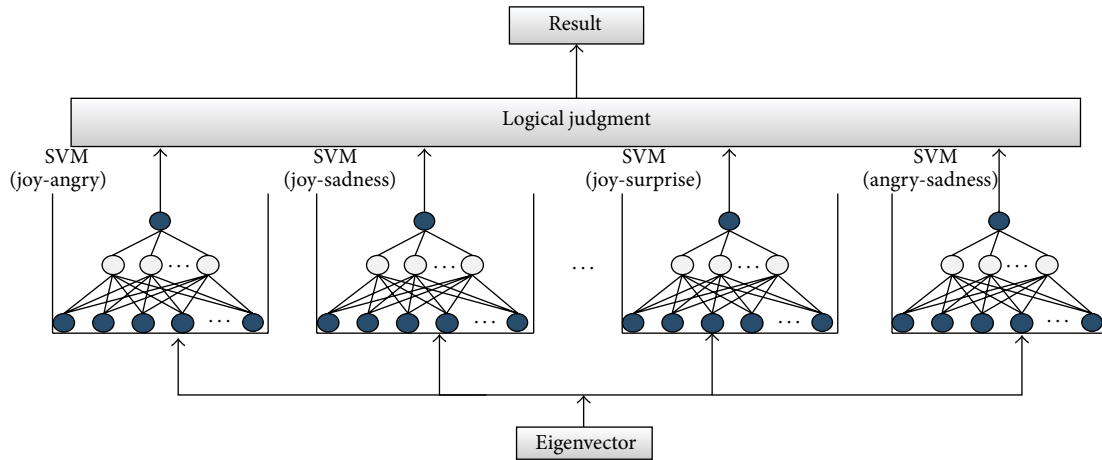 Result
Logical judgment
SVM
(joy-angry)
SVM
(joy-sadness)
SVM
(joy-surprise)
SVM
(angry-sadness)
...
...
...
...
...
...
...
...
...
Eigenvector